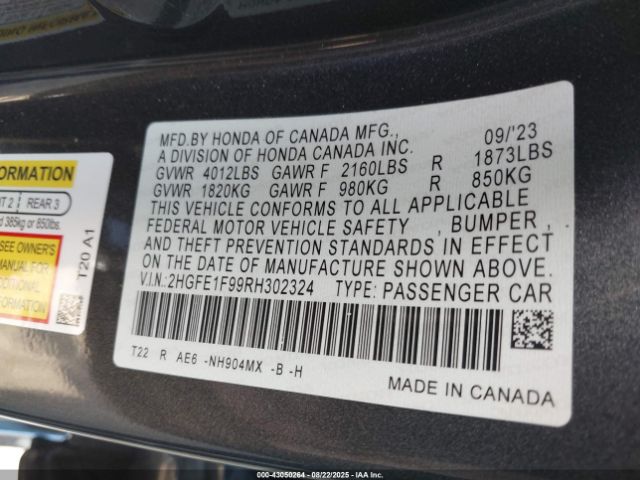 MFD.BY HONDA OF CANADA MFG., 09/'23
A DIVISION OF HONDA CANADA INC.
GVWR 4012LBS GAWR F 2160LBS R 1873LBS
GVWR 1820KG GAWR F 980KG R 850KG
THIS VEHICLE CONFORMS TO ALL APPLICABLE
FEDERAL MOTOR VEHICLE SAFETY , BUMPER ,
AND THEFT PREVENTION STANDARDS IN EFFECT
ON THE DATE OF MANUFACTURE SHOWN ABOVE.
V.I.N.:2HGFE1F99RH302324 TYPE: PASSENGER CAR
T22 R AE6 -NH904MX -B -H
MADE IN CANADA
REAR 3
385kg or 850lbs.
SEE OWNER'S
MANUAL FOR
ADDITIONAL
T20 A1
000-43050264 - 08/22/2025 - IAA Inc.